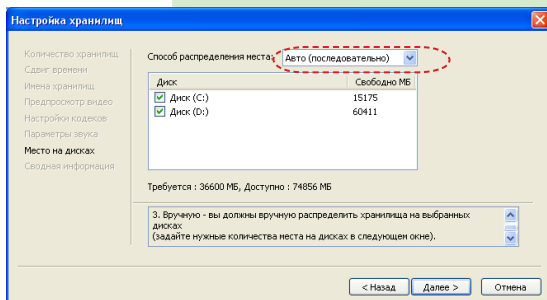 Настройка хранилищ
Количество хранилищ
Сдвиг времени
Имена хранилищ
Предпросмотр видео
Настройки кодеков
Параметры звука
Место на дисках
Сводная информация
Способ распределения места: Авто (последовательно)
Диск Свободно МБ
Диск (C:) 15175
Диск (D:) 60411
Требуется : 36600 МБ, Доступно : 74856 МБ
3. Вручную - вы должны вручную распределить хранилища на выбранных
дисках
(задайте нужные количества места на дисках в следующем окне).
< Назад Далее > Отмена